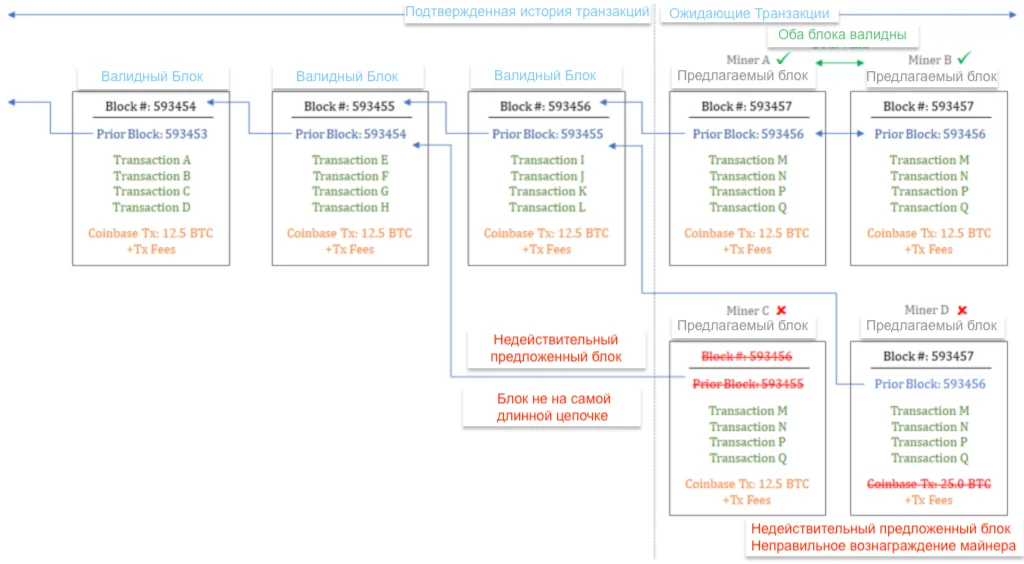 Подтвержденная история транзакций
Ожидающие Транзакции
Оба блока валидны
Miner A
Miner B
Валидный Блок
Валидный Блок
Валидный Блок
Предлагаемый блок
Предлагаемый блок
Block #: 593454
Prior Block: 593453
Transaction A
Transaction B
Transaction C
Transaction D
Coinbase Tx: 12.5 BTC
+Tx Fees
Block #: 593455
Prior Block: 593454
Transaction E
Transaction F
Transaction G
Transaction H
Coinbase Tx: 12.5 BTC
+Tx Fees
Block #: 593456
Prior Block: 593455
Transaction I
Transaction J
Transaction K
Transaction L
Coinbase Tx: 12.5 BTC
+Tx Fees
Block #: 593457
Prior Block: 593456
Transaction M
Transaction N
Transaction P
Transaction Q
Coinbase Tx: 12.5 BTC
+Tx Fees
Block #: 593457
Prior Block: 593456
Transaction M
Transaction N
Transaction P
Transaction Q
Coinbase Tx: 12.5 BTC
+Tx Fees
Недействительный
предложенный блок
Блок не на самой
длинной цепочке
Miner C
Предлагаемый блок
Block #: 593456
Prior Block: 593455
Transaction M
Transaction N
Transaction P
Transaction Q
Coinbase Tx: 12.5 BTC
+Tx Fees
Miner D
Предлагаемый блок
Block #: 593457
Prior Block: 593456
Transaction M
Transaction N
Transaction P
Transaction Q
Coinbase Tx: 25.0 BTC
+Tx Fees
Недействительный предложенный блок
Неправильное вознаграждение майнера